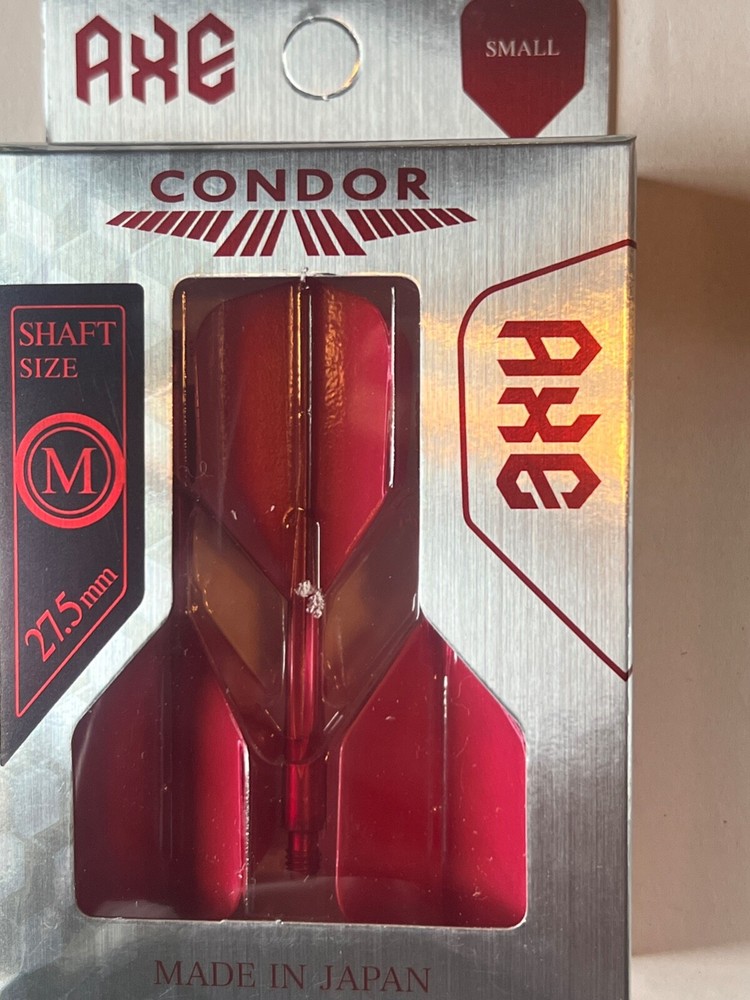 AXE
SMALL
CONDOR
SHAFT
SIZE
M
27.5mm
AXE
MADE IN JAPAN